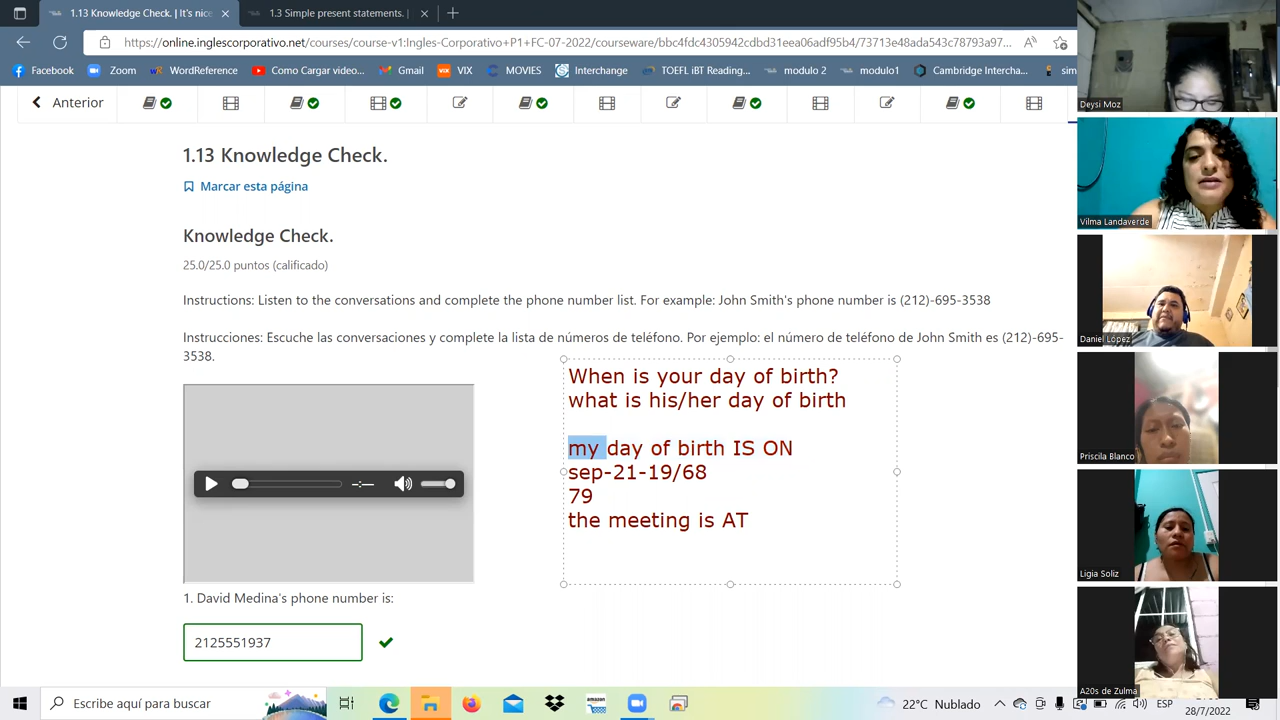 1.13 Knowledge Check. | It's nice
1.3 Simple present statements. |
https://online.inglescorporativo.net/courses/course-v1:Ingles-Corporativo+P1+FC-07-2022/courseware/bbc4fdc4305942cdbd31eea06adf95b4/73713e48ada543c78793a97...
Facebook
Zoom
WordReference
Como Cargar video...
Gmail
VIX
MOVIES
Interchange
TOEFL iBT Reading...
modulo 2
modulo1
Cambridge Intercha...
sim
Anterior
1.13 Knowledge Check.
Marcar esta página
Knowledge Check.
25.0/25.0 puntos (calificado)
Instructions: Listen to the conversations and complete the phone number list. For example: John Smith's phone number is (212)-695-3538
Instrucciones: Escuche las conversaciones y complete la lista de números de teléfono. Por ejemplo: el número de teléfono de John Smith es (212)-695-
3538.
When is your day of birth?
what is his/her day of birth
my day of birth IS ON
sep-21-19/68
79
the meeting is AT
-:--
1. David Medina's phone number is:
2125551937
Deysi Moz
Vilma Landaverde
Daniel López
Priscila Blanco
Ligia Soliz
A20s de Zulma
Escribe aquí para buscar
amazon
22°C Nublado
ESP
28/7/2022